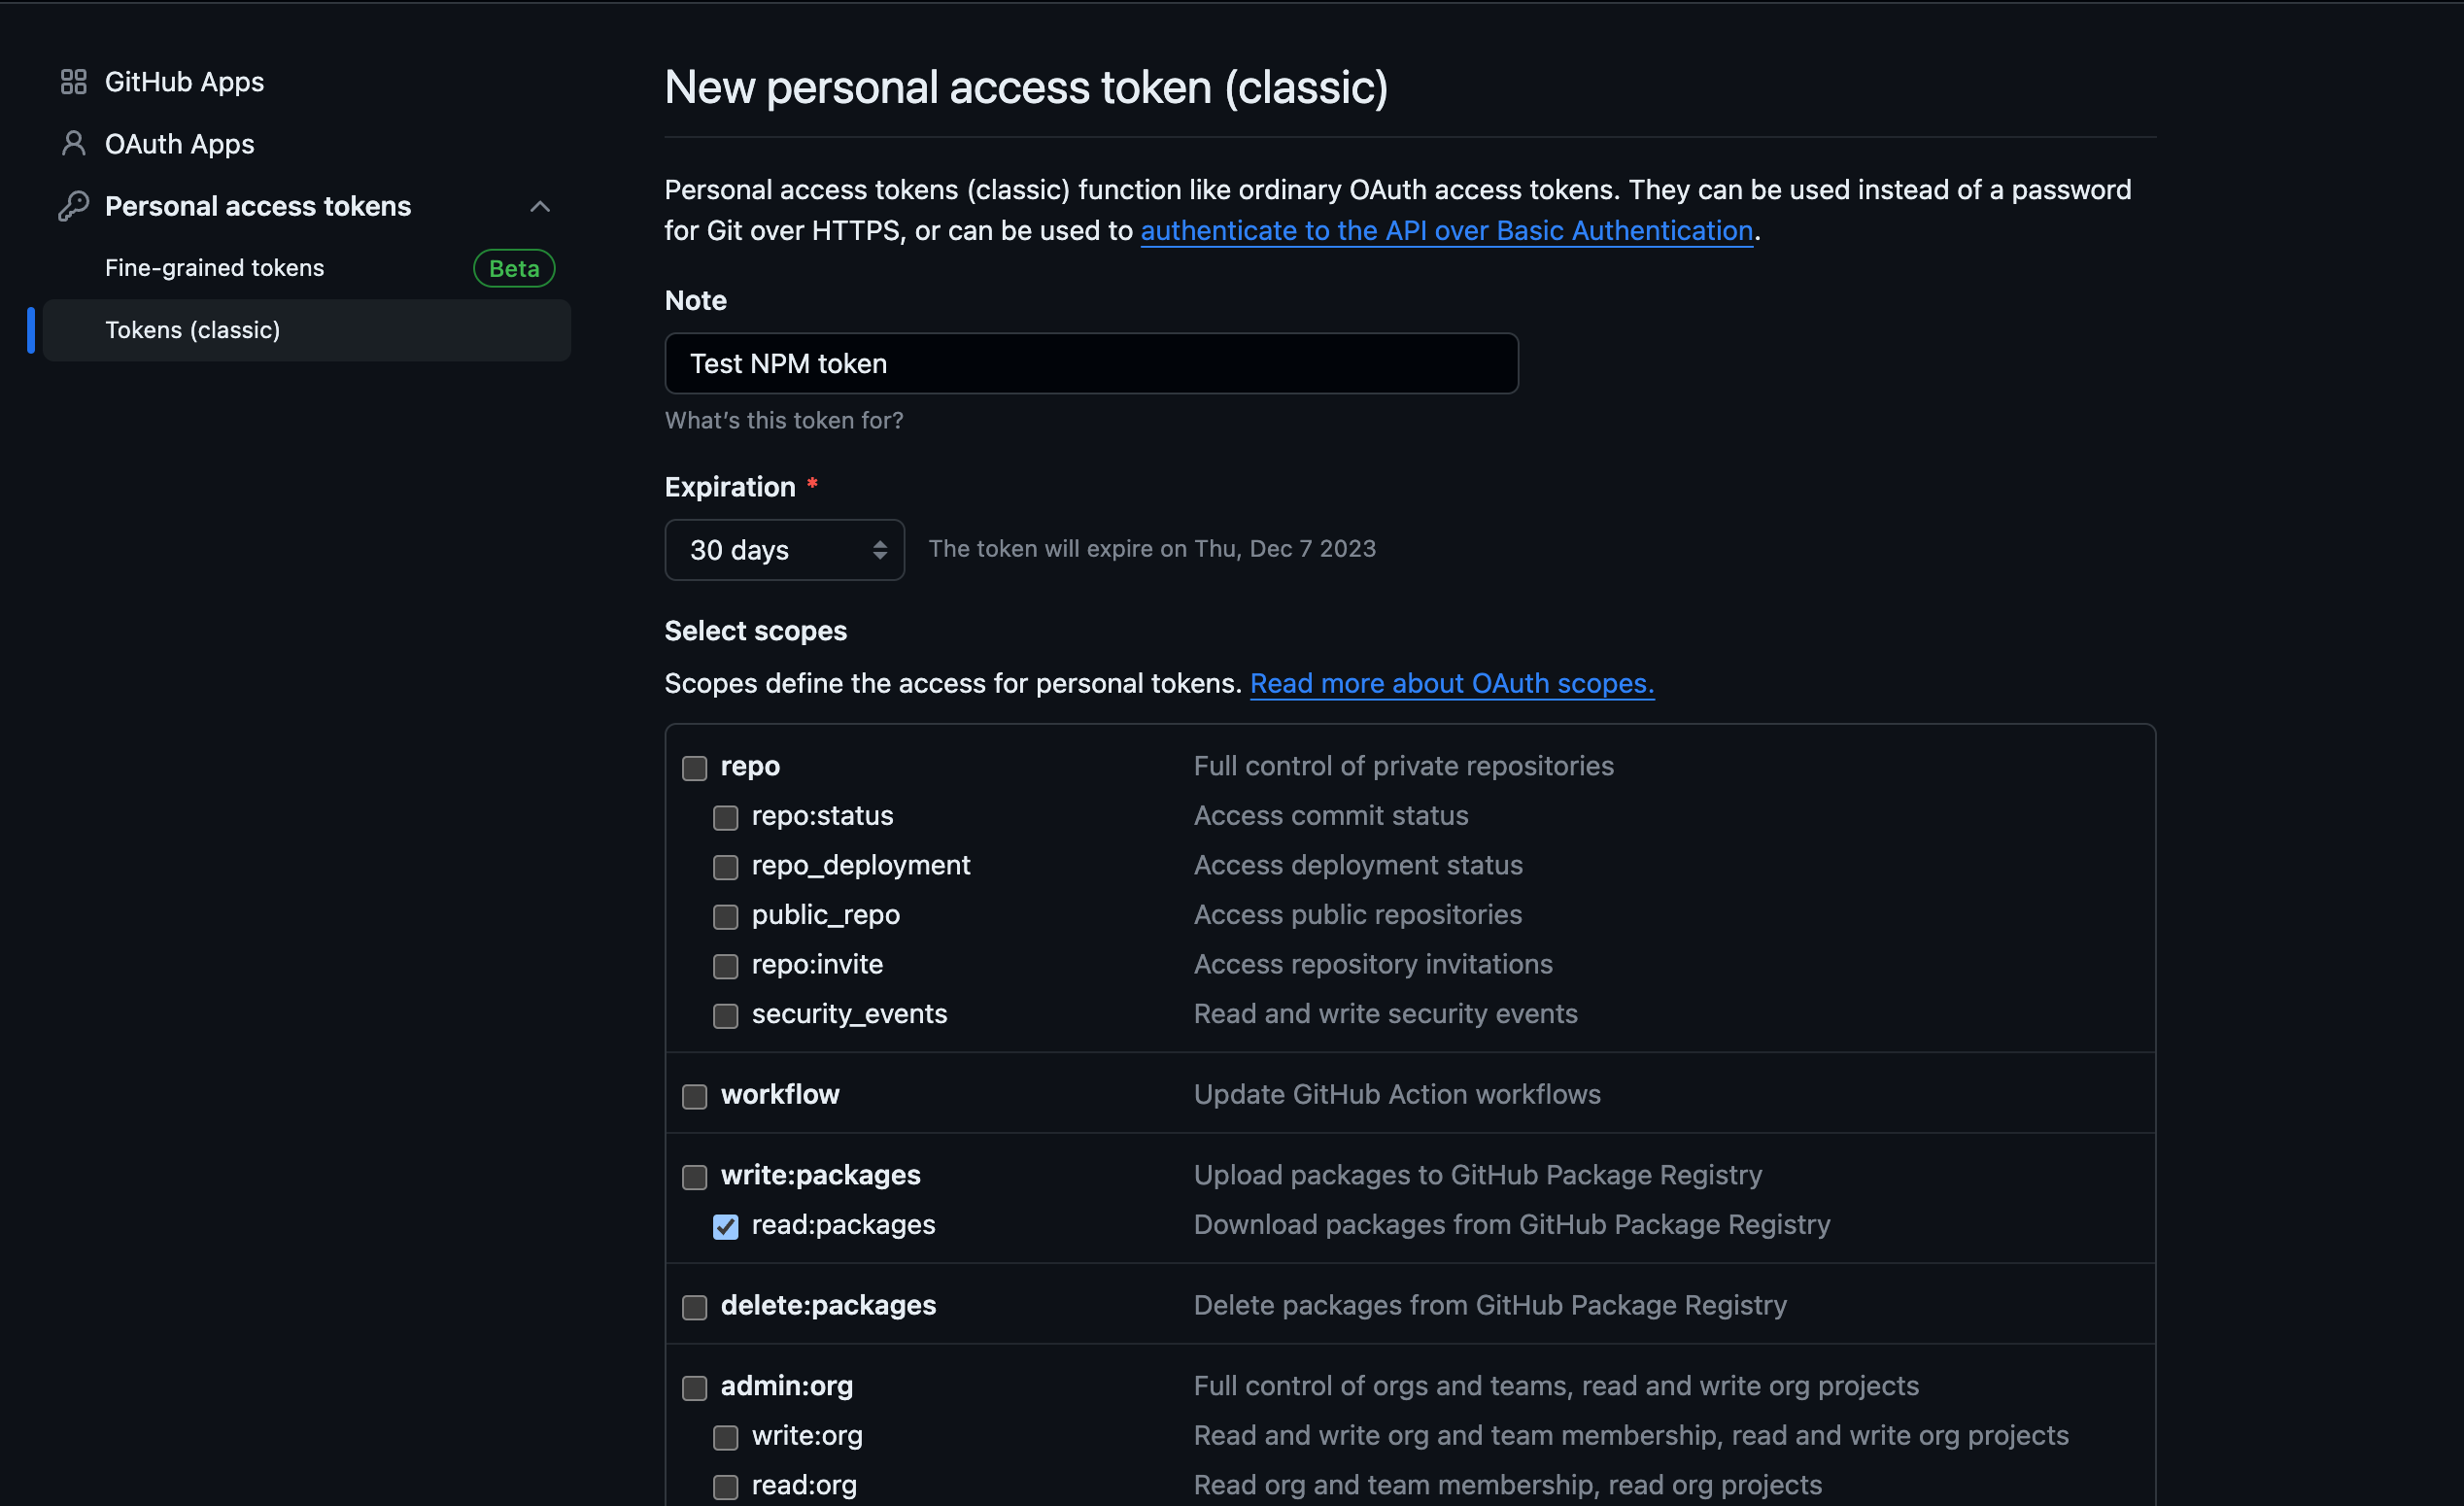 GitHub Apps
OAuth Apps
Personal access tokens
Fine-grained tokens
Beta
Tokens (classic)
New personal access token (classic)
Personal access tokens (classic) function like ordinary OAuth access tokens. They can be used instead of a password
for Git over HTTPS, or can be used to authenticate to the API over Basic Authentication.
Note
Test NPM token
What's this token for?
Expiration *
30 days
The token will expire on Thu, Dec 7 2023
Select scopes
Scopes define the access for personal tokens. Read more about OAuth scopes.
repo Full control of private repositories
repo:status Access commit status
repo_deployment Access deployment status
public_repo Access public repositories
repo:invite Access repository invitations
security_events Read and write security events
workflow Update GitHub Action workflows
write:packages Upload packages to GitHub Package Registry
read:packages Download packages from GitHub Package Registry
delete:packages Delete packages from GitHub Package Registry
admin:org Full control of orgs and teams, read and write org projects
write:org Read and write org and team membership, read and write org projects
read:org Read org and team membership, read org projects